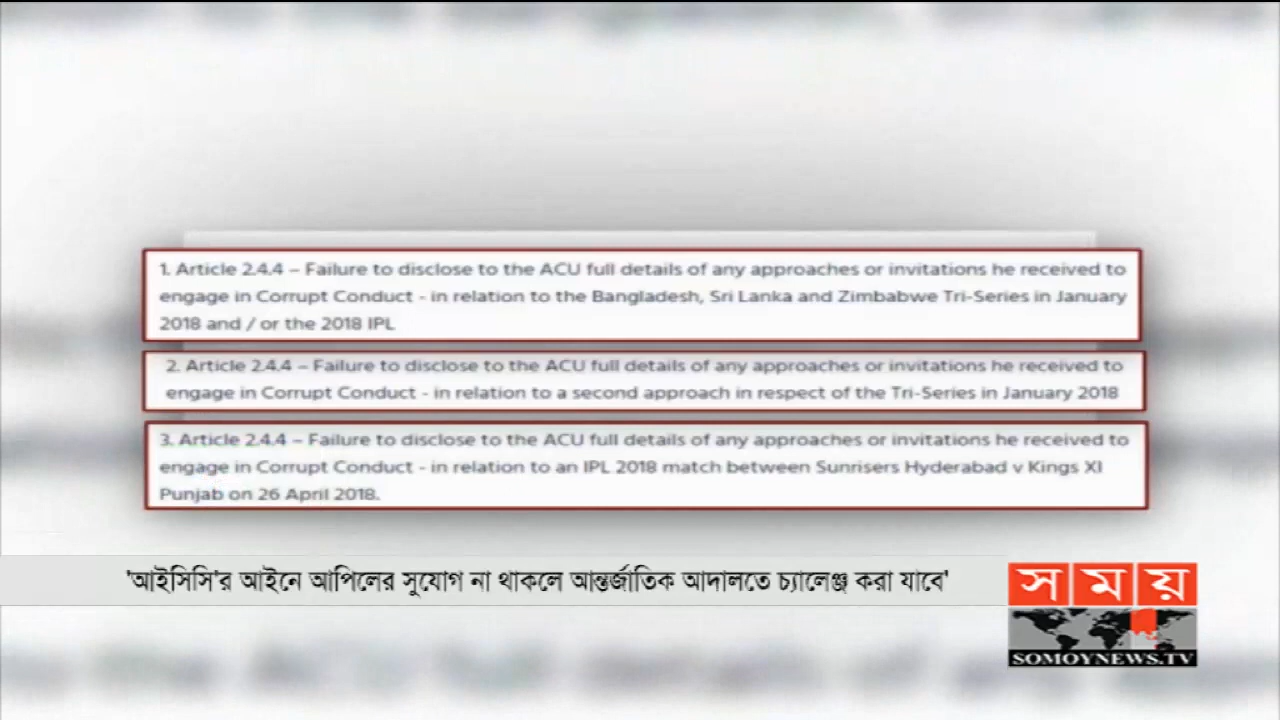 1. Article 2.4.4 – Failure to disclose to the ACU full details of any approaches or invitations he received to
engage in Corrupt Conduct - in relation to the Bangladesh, Sri Lanka and Zimbabwe Tri-Series in January
2018 and / or the 2018 IPL
2. Article 2.4.4 – Failure to disclose to the ACU full details of any approaches or invitations he received to
engage in Corrupt Conduct - in relation to a second approach in respect of the Tri-Series in January 2018
3. Article 2.4.4 – Failure to disclose to the ACU full details of any approaches or invitations he received to
engage in Corrupt Conduct - in relation to an IPL 2018 match between Sunrisers Hyderabad v Kings XI
Punjab on 26 April 2018.
'আইসিসি'র আইনে আপিলের সুযোগ না থাকলে আন্তর্জাতিক আদালতে চ্যালেঞ্জ করা যাবে'
সময়
SOMOYNEWS.TV